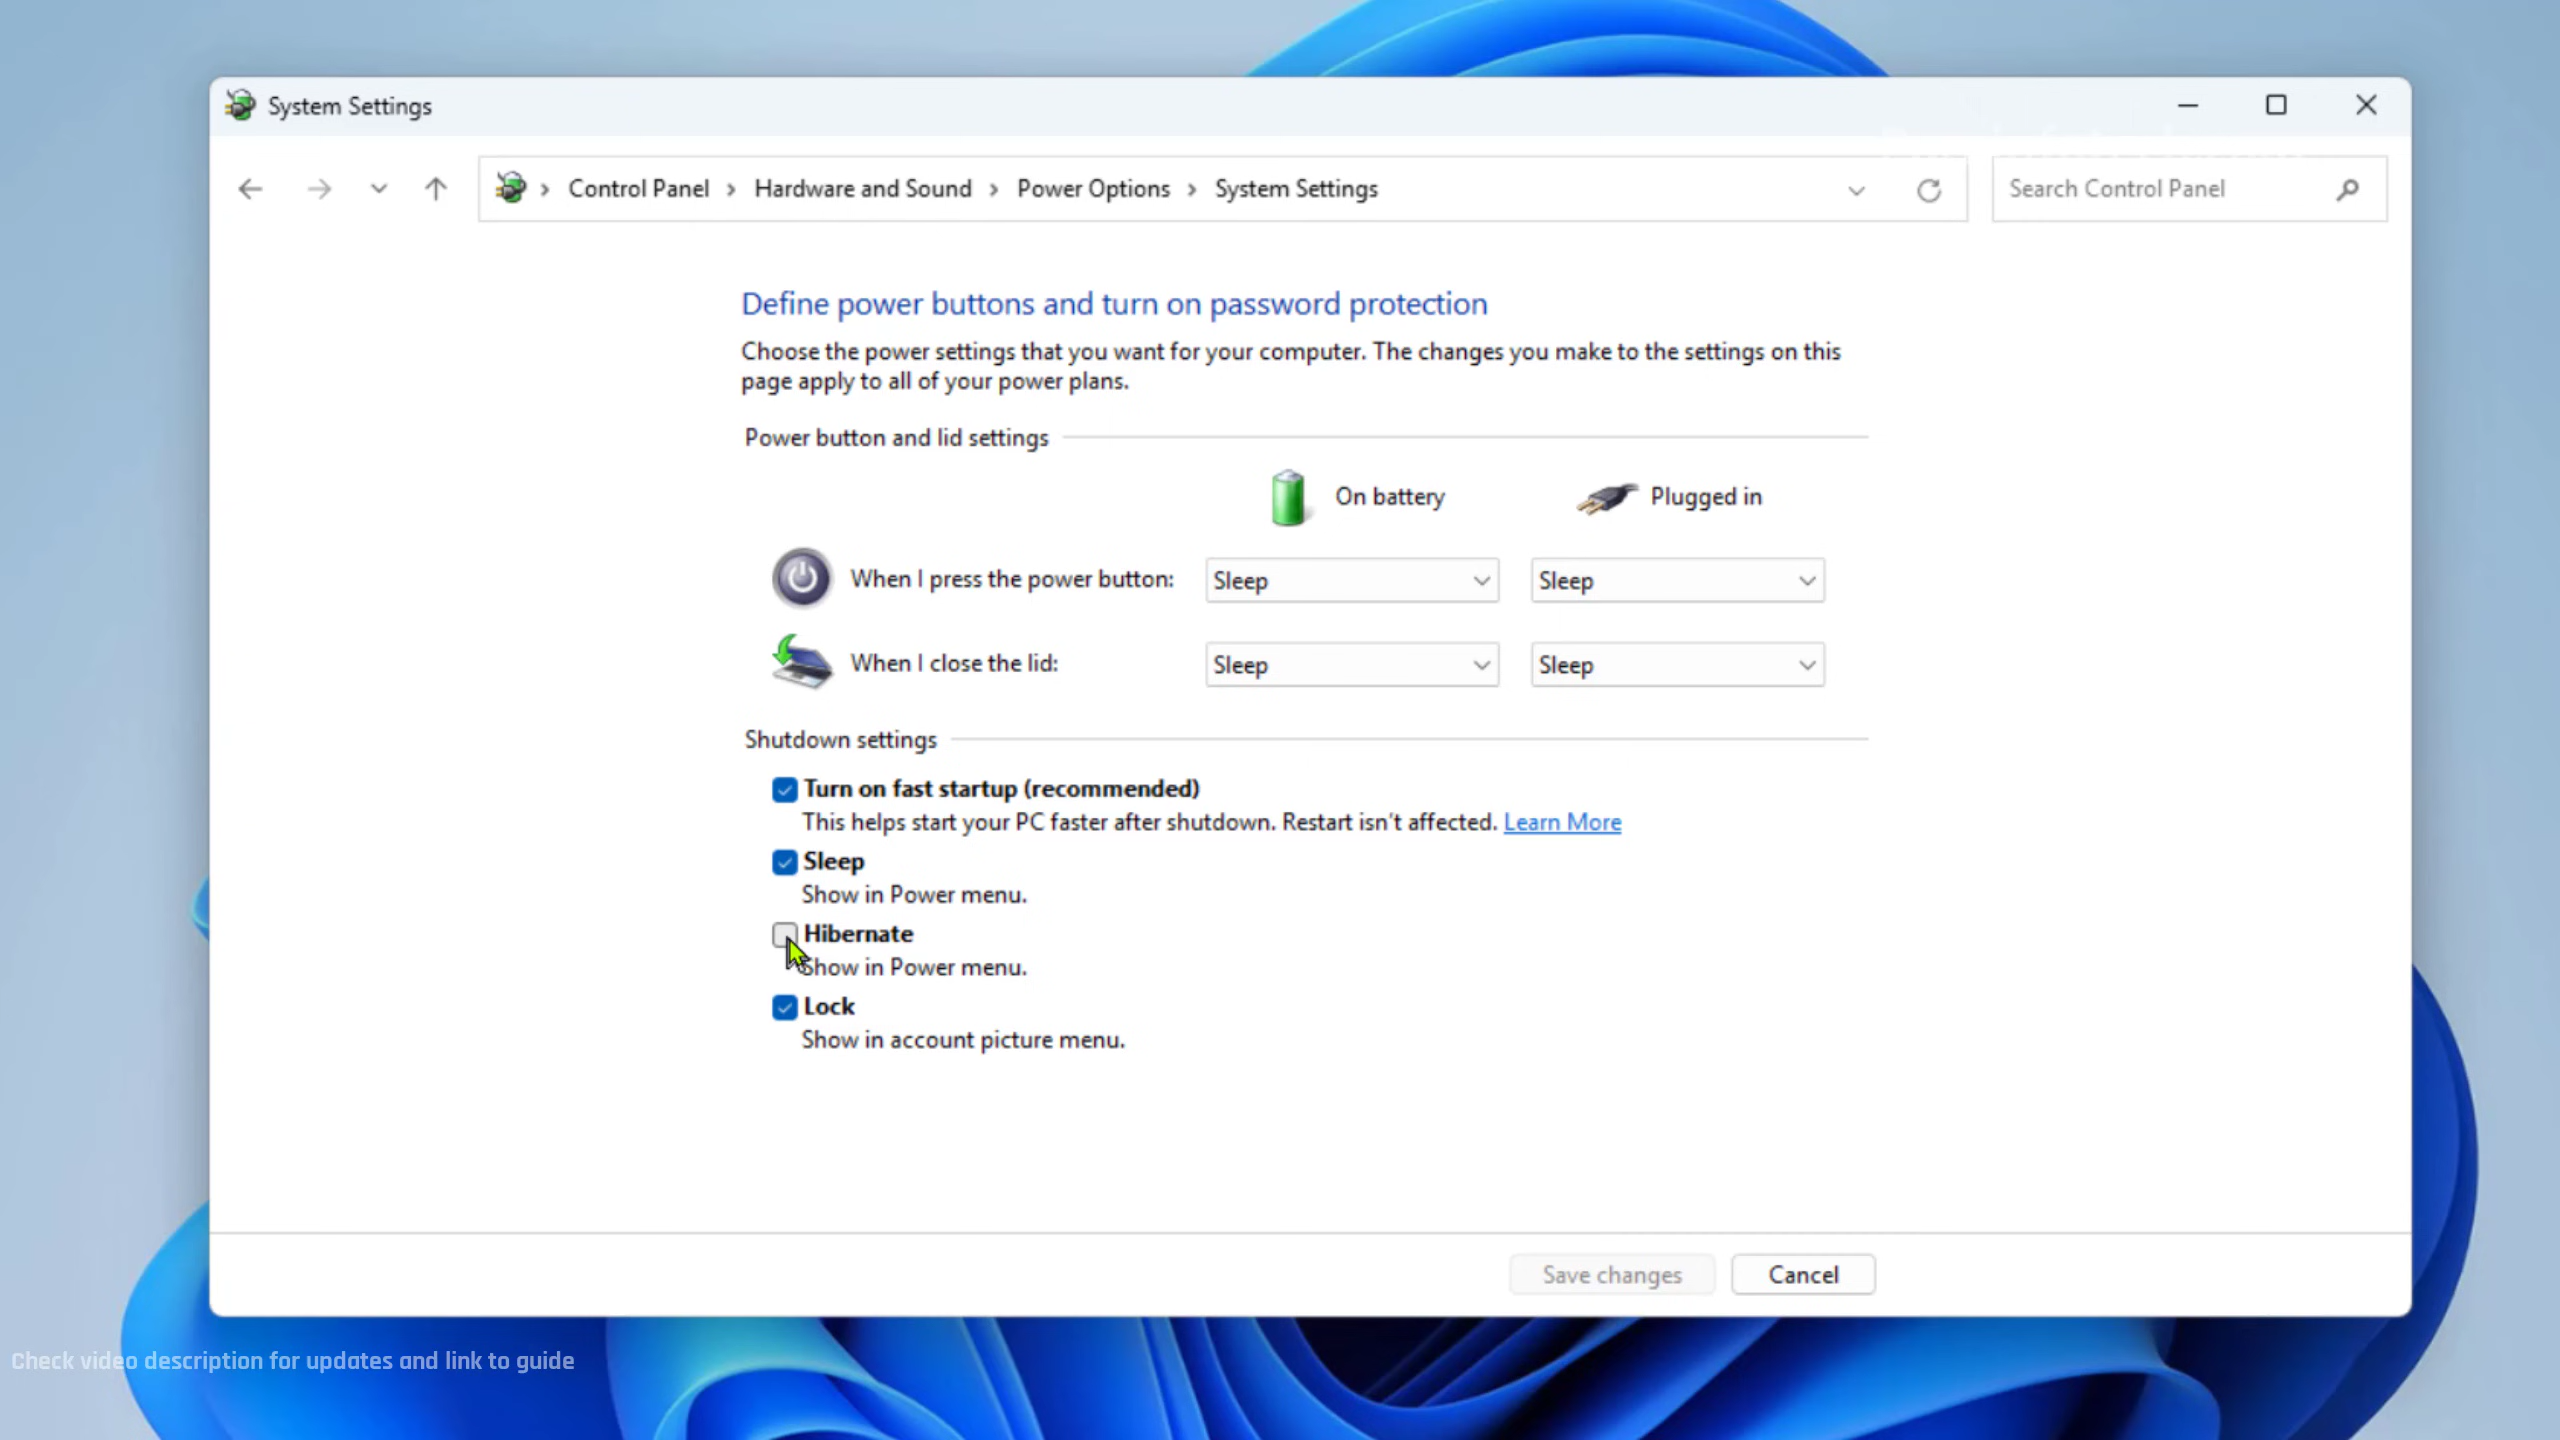 System Settings
Control Panel > Hardware and Sound > Power Options > System Settings
Search Control Panel
Define power buttons and turn on password protection
Choose the power settings that you want for your computer. The changes you make to the settings on this
page apply to all of your power plans.
Power button and lid settings
On battery
Plugged in
When I press the power button: Sleep Sleep
When I close the lid: Sleep Sleep
Shutdown settings
Turn on fast startup (recommended)
This helps start your PC faster after shutdown. Restart isn't affected. Learn More
Sleep
Show in Power menu.
Hibernate
Show in Power menu.
Lock
Show in account picture menu.
Save changes
Cancel
Check video description for updates and link to guide